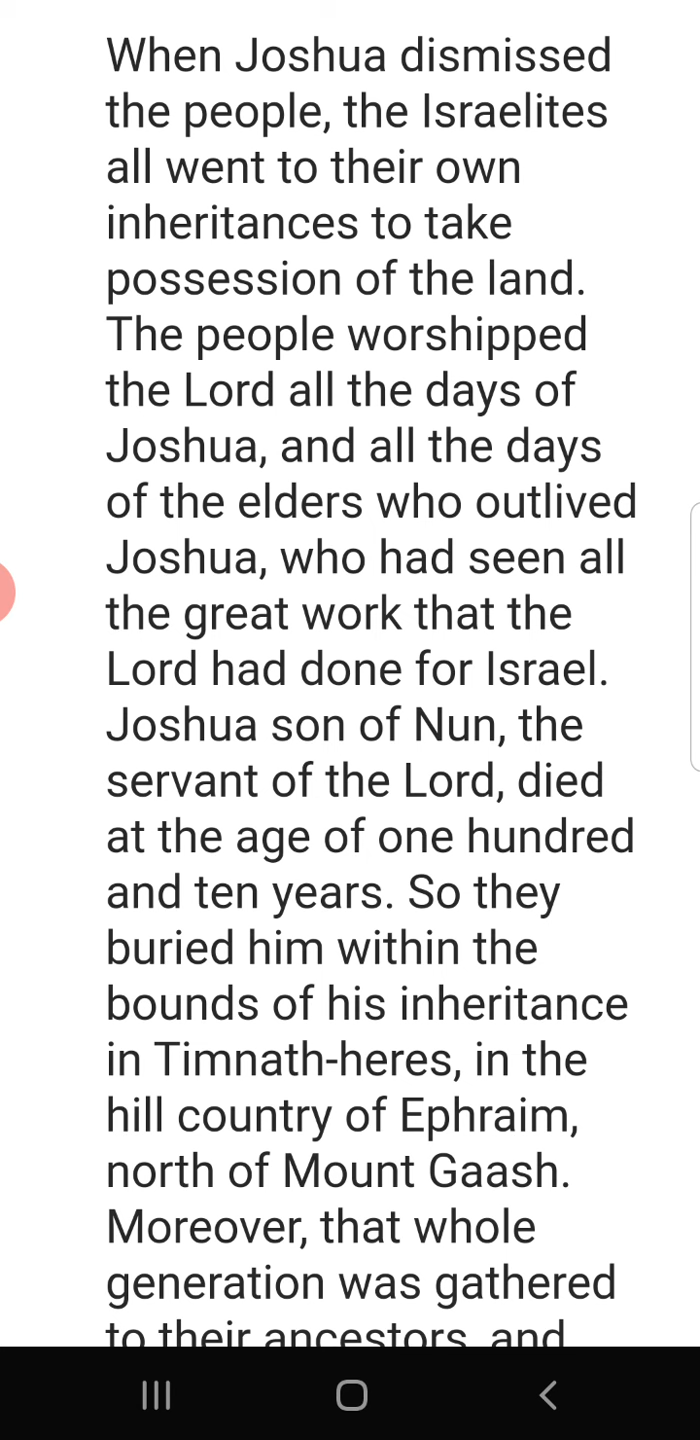 When Joshua dismissed
the people, the Israelites
all went to their own
inheritances to take
possession of the land.
The people worshipped
the Lord all the days of
Joshua, and all the days
of the elders who outlived
Joshua, who had seen all
the great work that the
Lord had done for Israel.
Joshua son of Nun, the
servant of the Lord, died
at the age of one hundred
and ten years. So they
buried him within the
bounds of his inheritance
in Timnath-heres, in the
hill country of Ephraim,
north of Mount Gaash.
Moreover, that whole
generation was gathered
to their ancestors, and